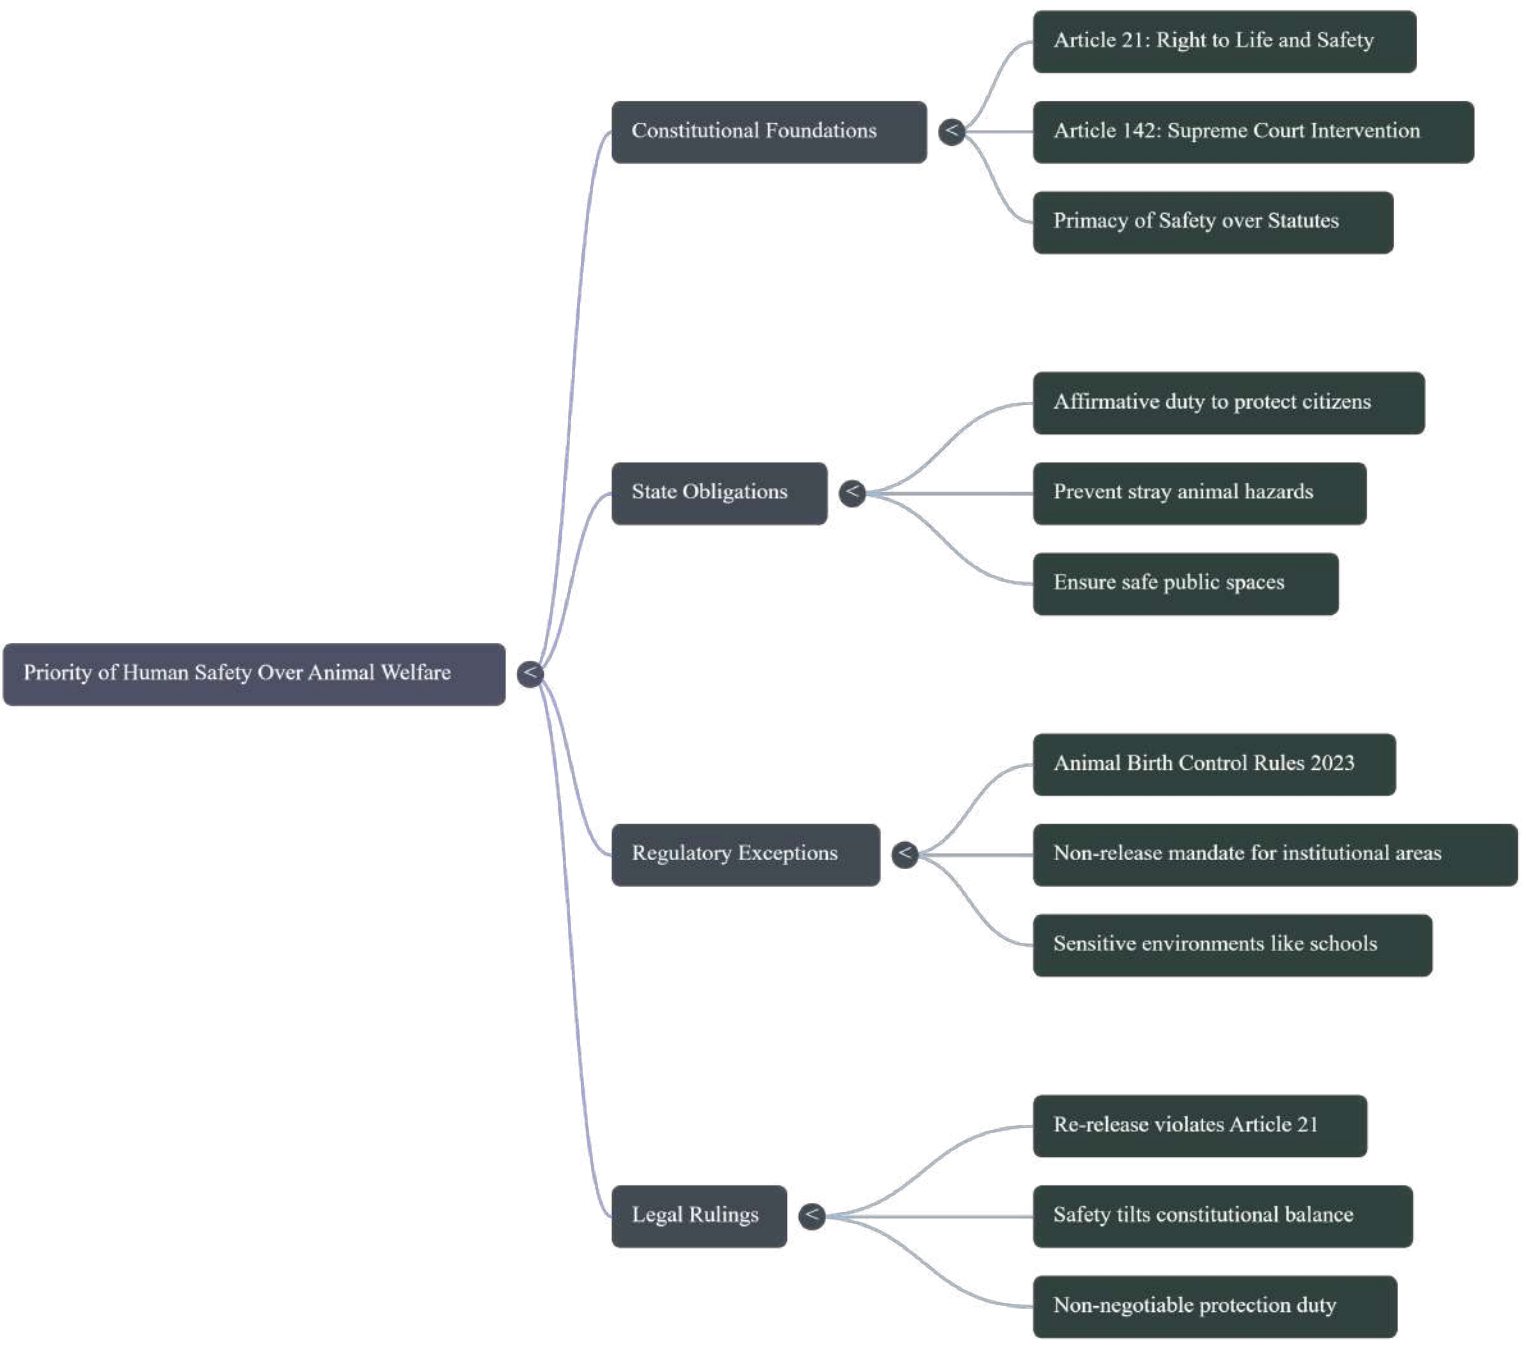 Priority of Human Safety Over Animal Welfare
<
Constitutional Foundations
<
Article 21: Right to Life and Safety
Article 142: Supreme Court Intervention
Primacy of Safety over Statutes
State Obligations
<
Affirmative duty to protect citizens
Prevent stray animal hazards
Ensure safe public spaces
Regulatory Exceptions
<
Animal Birth Control Rules 2023
Non-release mandate for institutional areas
Sensitive environments like schools
Legal Rulings
<
Re-release violates Article 21
Safety tilts constitutional balance
Non-negotiable protection duty